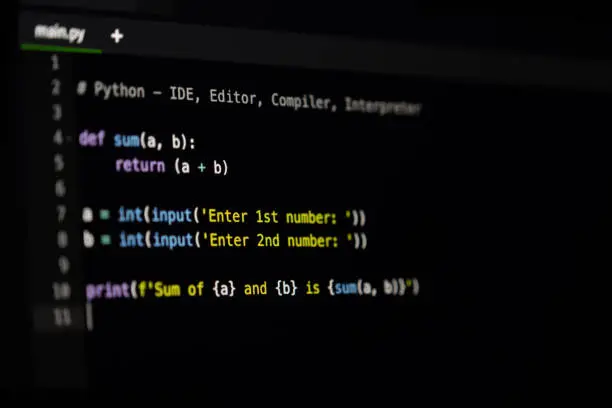 main.py +
1
2 # Python - IDE, Editor, Compiler, Interpreter
3
4 def sum(a, b):
5 return (a + b)
6
7 a = int(input('Enter 1st number: '))
8 b = int(input('Enter 2nd number: '))
9
10 print(f'Sum of {a} and {b} is {sum(a, b)}')
11